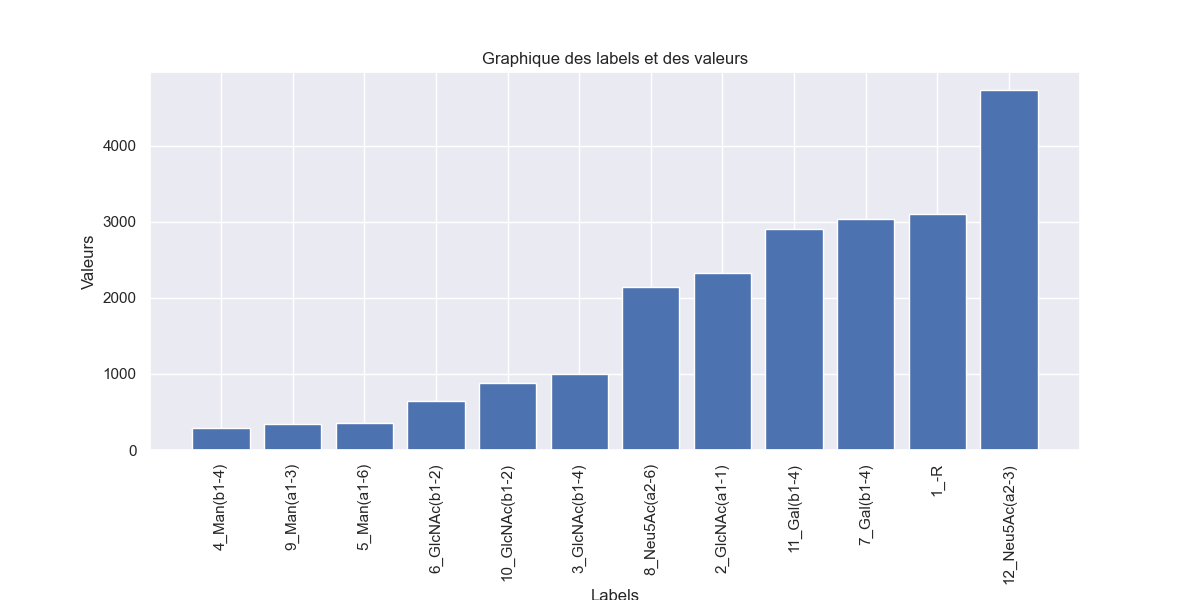 Graphique des labels et des valeurs
Valeurs
4000
3000
2000
1000
0
4_Man(b1-4)
9_Man(a1-3)
5_Man(a1-6)
6_GlcNAc(b1-2)
10_GlcNAc(b1-2)
3_GlcNAc(b1-4)
8_Neu5Ac(a2-6)
2_GlcNAc(a1-1)
11_Gal(b1-4)
7_Gal(b1-4)
1_-R
12_Neu5Ac(a2-3)
Labels